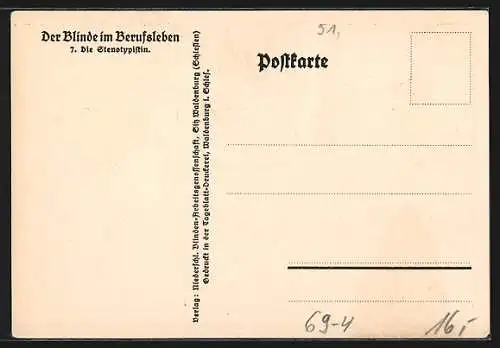 Der Blinde im Berufsleben
7. Die Stenotypistin.
Verlag: Niederschl. Blinden-Arbeitsgenossenschaft, Sitz Waldenburg (Schlesien)
Gedruckt in der Tageblatt-Druckerei, Waldenburg i. Schles.
51,
Postkarte
69-4
16,-